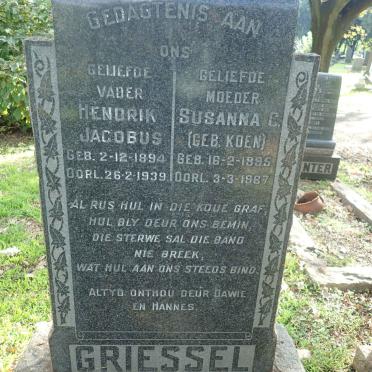 GEDAGTENIS AAN
ONS
GELIEFDE
VADER
HENDRIK
JACOBUS
GEB. 2-12-1894
OORL. 26-2-1939
GELIEFDE
MOEDER
SUSANNA C.
(GEB. KOEN)
GEB. 16-2-1895
OORL. 3-3-1967
AL RUS HUL IN DIE KOUE GRAF,
HUL BLY DEUR ONS BEMIN,
DIE STERWE SAL DIE BAND
NIE BREEK,
WAT HUL AAN ONS STEEDS BIND.
ALTYD ONTHOU DEUR DAWIE
EN HANNES.
GRIESSEL